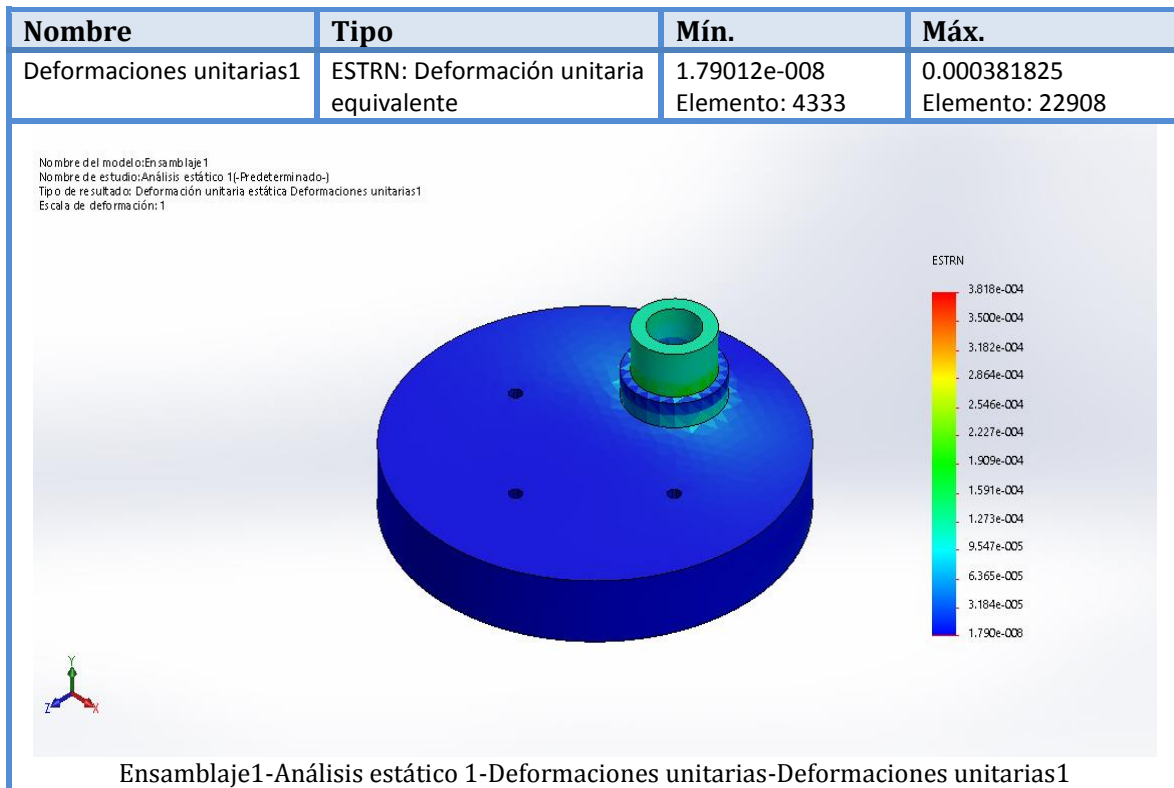 Nombre Tipo Mín. Máx.
Deformaciones unitarias1 ESTRN: Deformación unitaria 1.79012e-008 0.000381825
equivalente Elemento: 4333 Elemento: 22908
Nombre del modelo:Ensamblaje1
Nombre de estudio:Análisis estático 1(-Predeterminado-)
Tipo de resultado: Deformación unitaria estática Deformaciones unitarias1
Escala de deformación: 1
ESTRN
3.818e-004
3.500e-004
3.182e-004
2.864e-004
2.546e-004
2.227e-004
1.909e-004
1.591e-004
1.273e-004
9.547e-005
6.365e-005
3.184e-005
1.790e-008
Y
Z X
Ensamblaje1-Análisis estático 1-Deformaciones unitarias-Deformaciones unitarias1